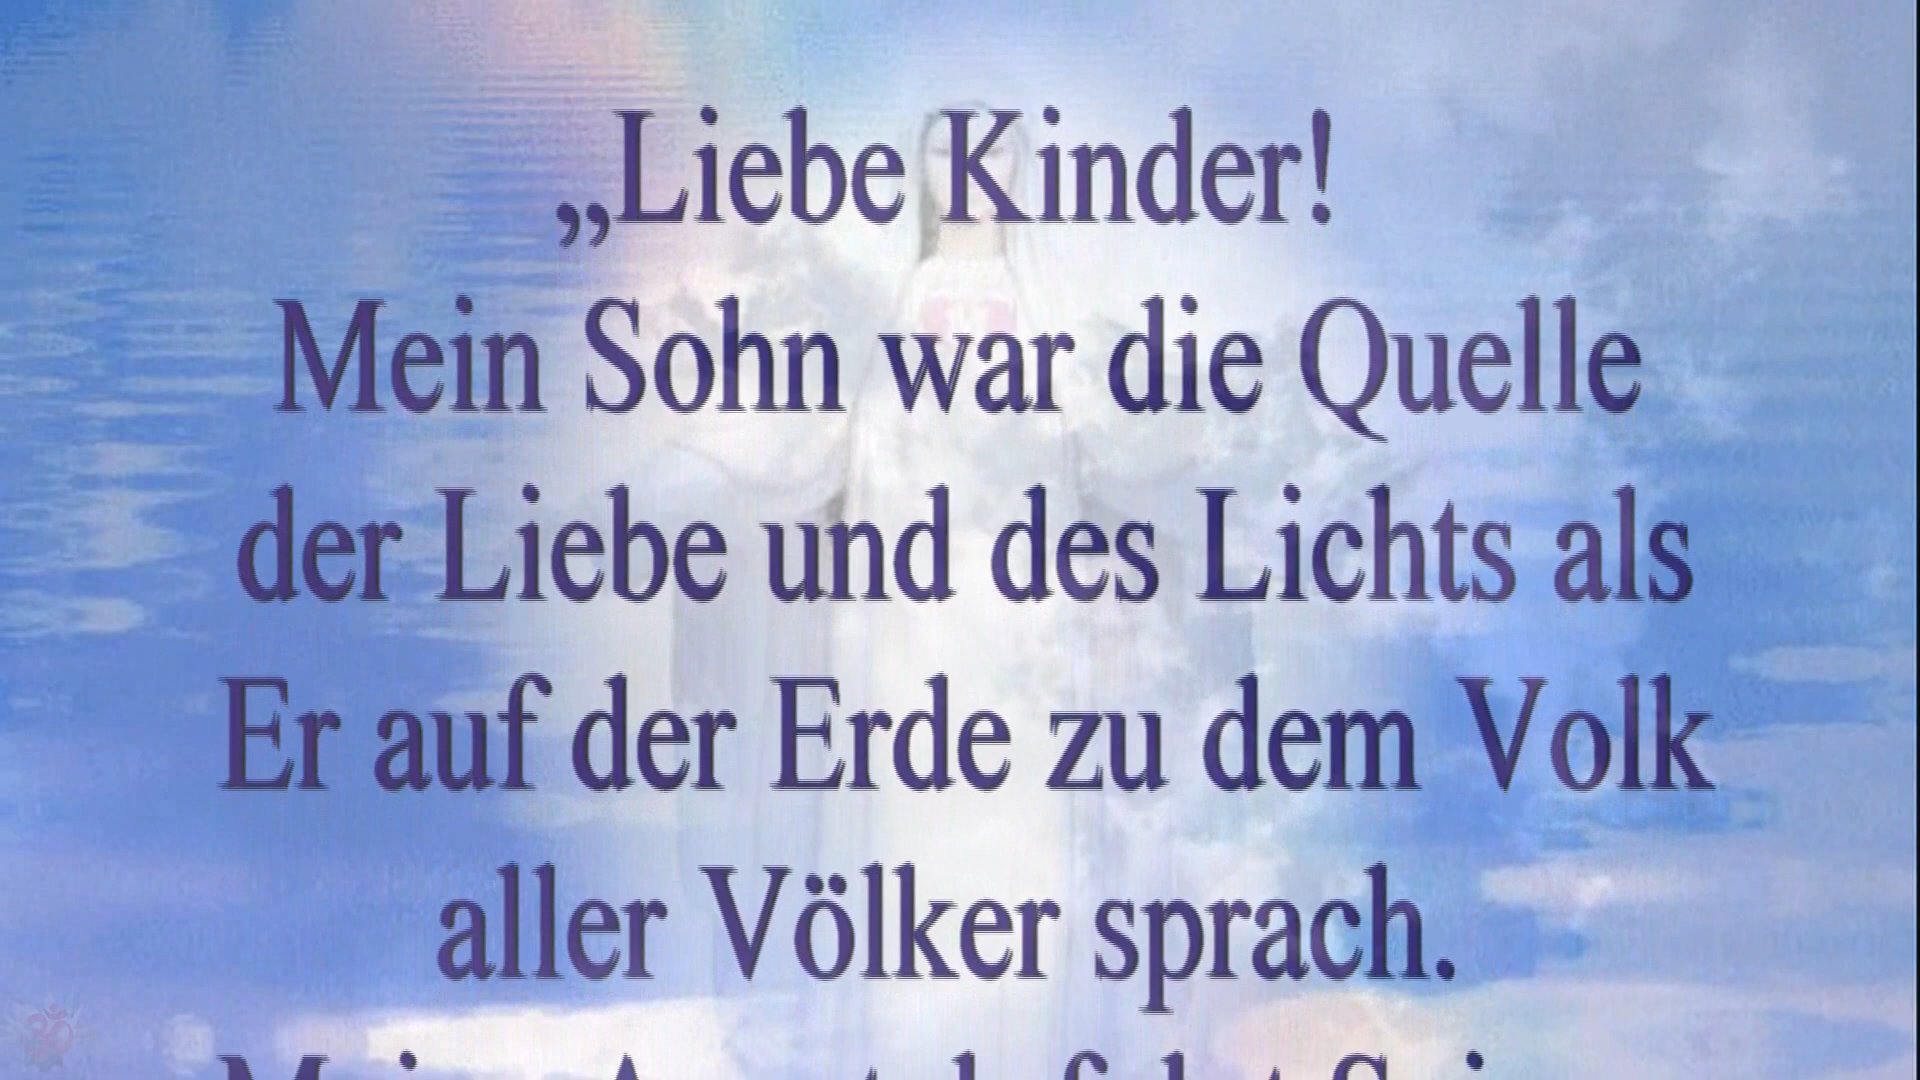 „Liebe Kinder!
Mein Sohn war die Quelle
der Liebe und des Lichts als
Er auf der Erde zu dem Volk
aller Völker sprach.